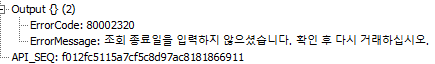 Output {} (2)
ErrorCode: 80002320
ErrorMessage: 조회 종료일을 입력하지 않으셨습니다. 확인 후 다시 거래하십시오.
API_SEQ: f012fc5115a7cf5c8d97ac8181866911